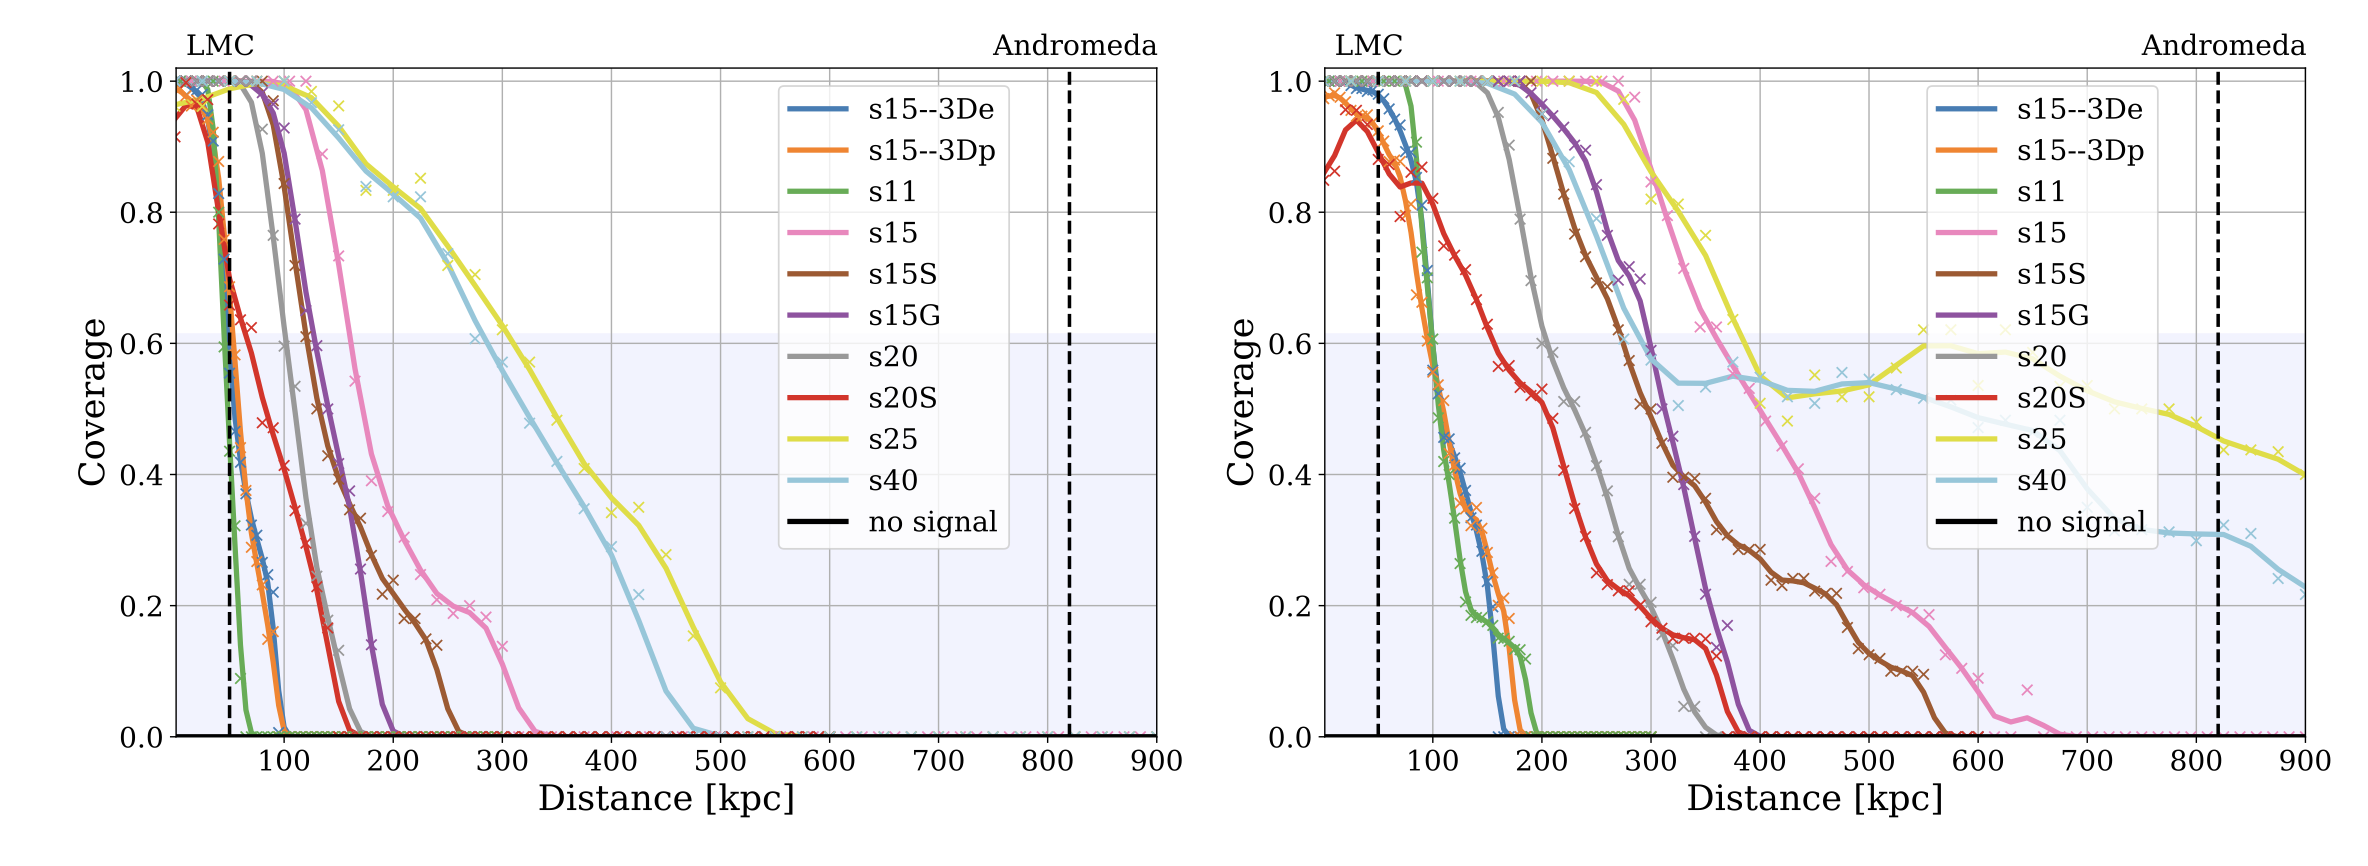 LMC Andromeda
1.0
0.8
0.6
0.4
0.2
0.0
Coverage
s15--3De
s15--3Dp
s11
s15
s15S
s15G
s20
s20S
s25
s40
no signal
100 200 300 400 500 600 700 800 900
Distance [kpc]
LMC Andromeda
1.0
0.8
0.6
0.4
0.2
0.0
Coverage
s15--3De
s15--3Dp
s11
s15
s15S
s15G
s20
s20S
s25
s40
no signal
100 200 300 400 500 600 700 800 900
Distance [kpc]